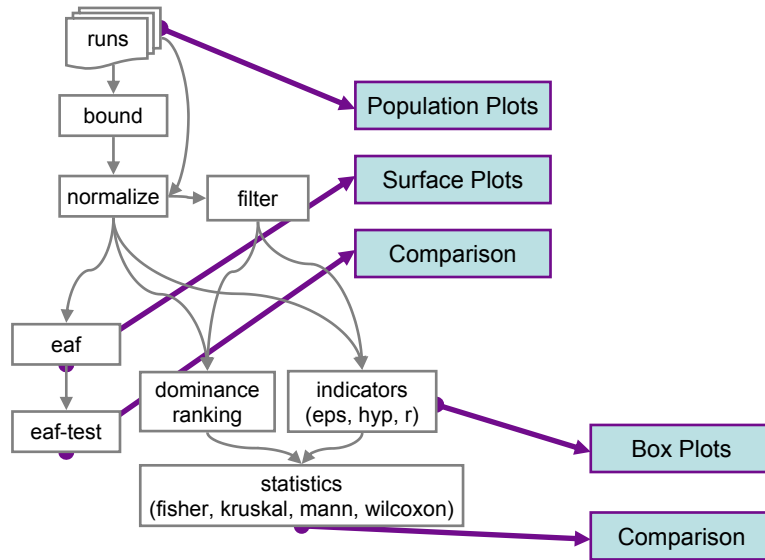 runs
Population Plots
bound
Surface Plots
normalize
filter
Comparison
eaf
dominance
ranking
indicators
(eps, hyp, r)
eaf-test
Box Plots
statistics
(fisher, kruskal, mann, wilcoxon)
Comparison